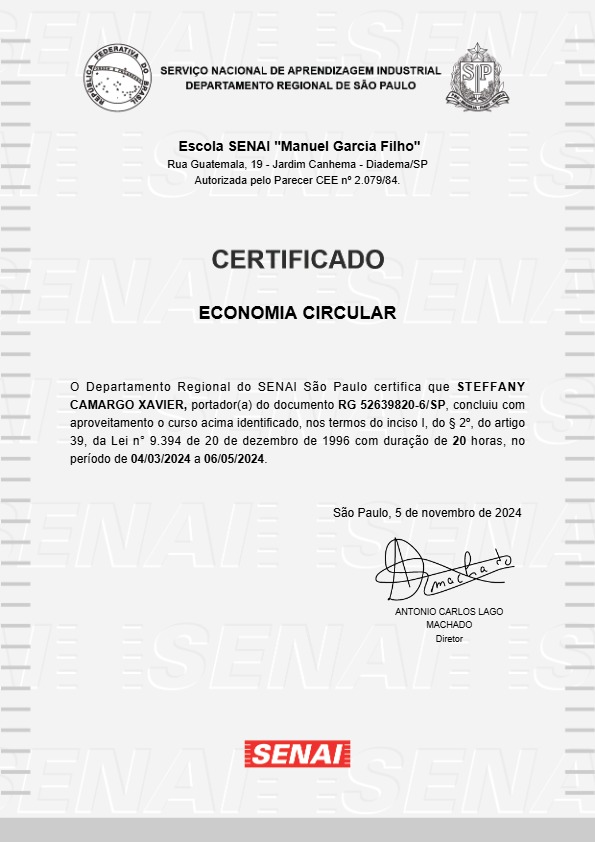 REPÚBLICA FEDERATIVA DO BRASIL
SP
SERVIÇO NACIONAL DE APRENDIZAGEM INDUSTRIAL
DEPARTAMENTO REGIONAL DE SÃO PAULO
Escola SENAI "Manuel Garcia Filho"
Rua Guatemala, 19 - Jardim Canhema - Diadema/SP
Autorizada pelo Parecer CEE nº 2.079/84.
CERTIFICADO
ECONOMIA CIRCULAR
O Departamento Regional do SENAI São Paulo certifica que STEFFANY
CAMARGO XAVIER, portador(a) do documento RG 52639820-6/SP, concluiu com
aproveitamento o curso acima identificado, nos termos do inciso I, do § 2º, do artigo
39, da Lei n° 9.394 de 20 de dezembro de 1996 com duração de 20 horas, no
período de 04/03/2024 a 06/05/2024.
São Paulo, 5 de novembro de 2024
Machado
ANTONIO CARLOS LAGO
MACHADO
Diretor
SENAI